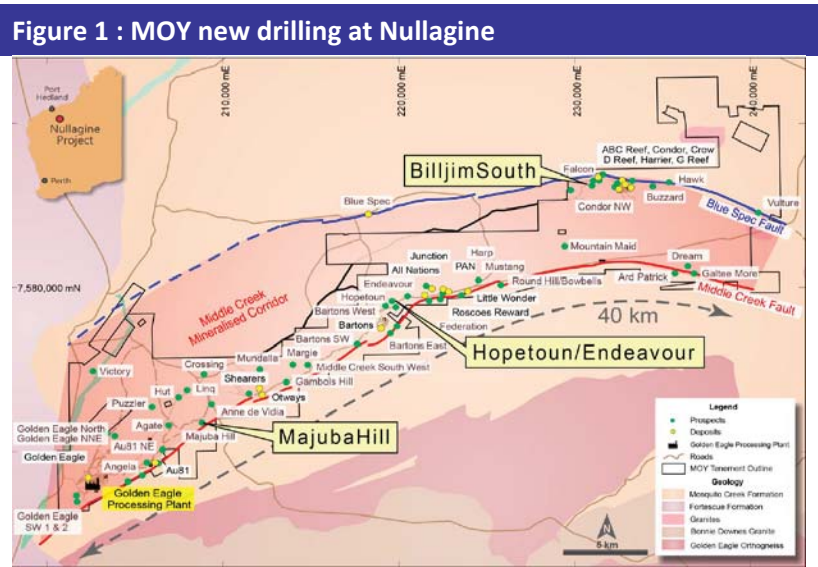 Figure 1 : MOY new drilling at Nullagine
Port
Hedland
Nullagine
Project
Perth
210,000 mE
220,000 mE
230,000 mE
240,000 mE
ABC Reef, Condor, Crow
D Reef, Harrier, G Reef
BilljimSouth
Falcon
Hawk
Blue Spec
Condor NW
Buzzard
Vulture
Blue Spec Fault
Junction
Harp
Mountain Maid
All Nations
PAN
Mustang
Dream
7,580,000 mN
Endeavour
Round Hill/Bowbells
Ard Patrick
Galtee More
Middle Creek Fault
Hopetoun
Little Wonder
Middle Creek
Mineralised Corridor
Bartons West
Roscoes Reward
40 km
Bartons
Federation
Bartons SW
Bartons East
Hopetoun/Endeavour
Crossing
Mundalla
Margie
Victory
Middle Creek South West
Shearers
Hut
Linq
Gambols Hill
Puzzler
Otways
Anne de Vidia
Golden Eagle North
Golden Eagle NNE
Agate
Majuba Hill
MajubaHill
Au81 NE
Golden Eagle
Angela
Au81
Golden Eagle
Processing Plant
Golden Eagle
SW 1 & 2
N
5 km
Legend
Prospects
Deposits
Golden Eagle Processing Plant
Roads
MOY Tenement Outline
Geology
Mosquito Creek Formation
Fortescue Formation
Granites
Bonnie Downes Granite
Golden Eagle Orthogneiss